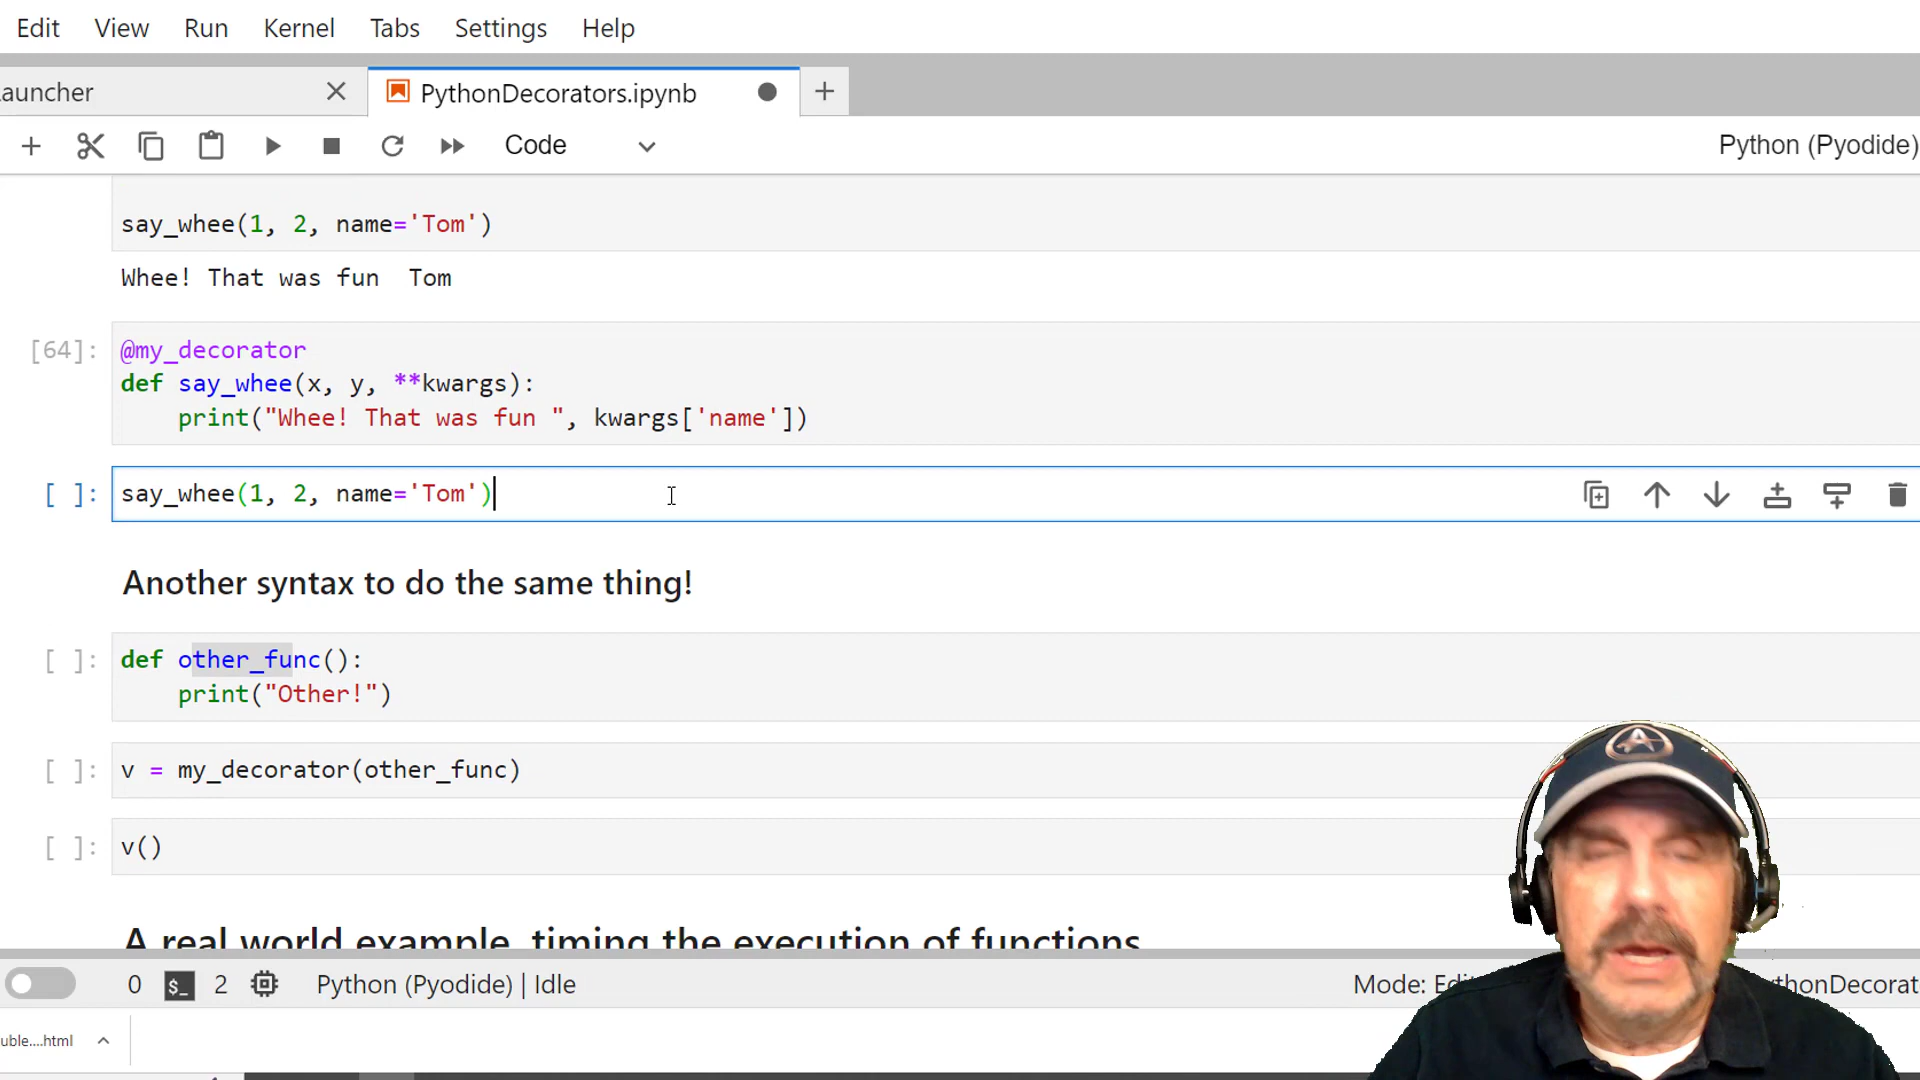 Edit View Run Kernel Tabs Settings Help
auncher PythonDecorators.ipynb
Code Python (Pyodide)
say_whee(1, 2, name='Tom')
Whee! That was fun  Tom
[64]: @my_decorator
def say_whee(x, y, **kwargs):
print("Whee! That was fun ", kwargs['name'])
[ ]: say_whee(1, 2, name='Tom')
Another syntax to do the same thing!
[ ]: def other_func():
print("Other!")
[ ]: v = my_decorator(other_func)
[ ]: v()
A real world example, timing the execution of functions
0 $_ 2 Python (Pyodide) | Idle Mode: Ed thonDecorat
uble....html